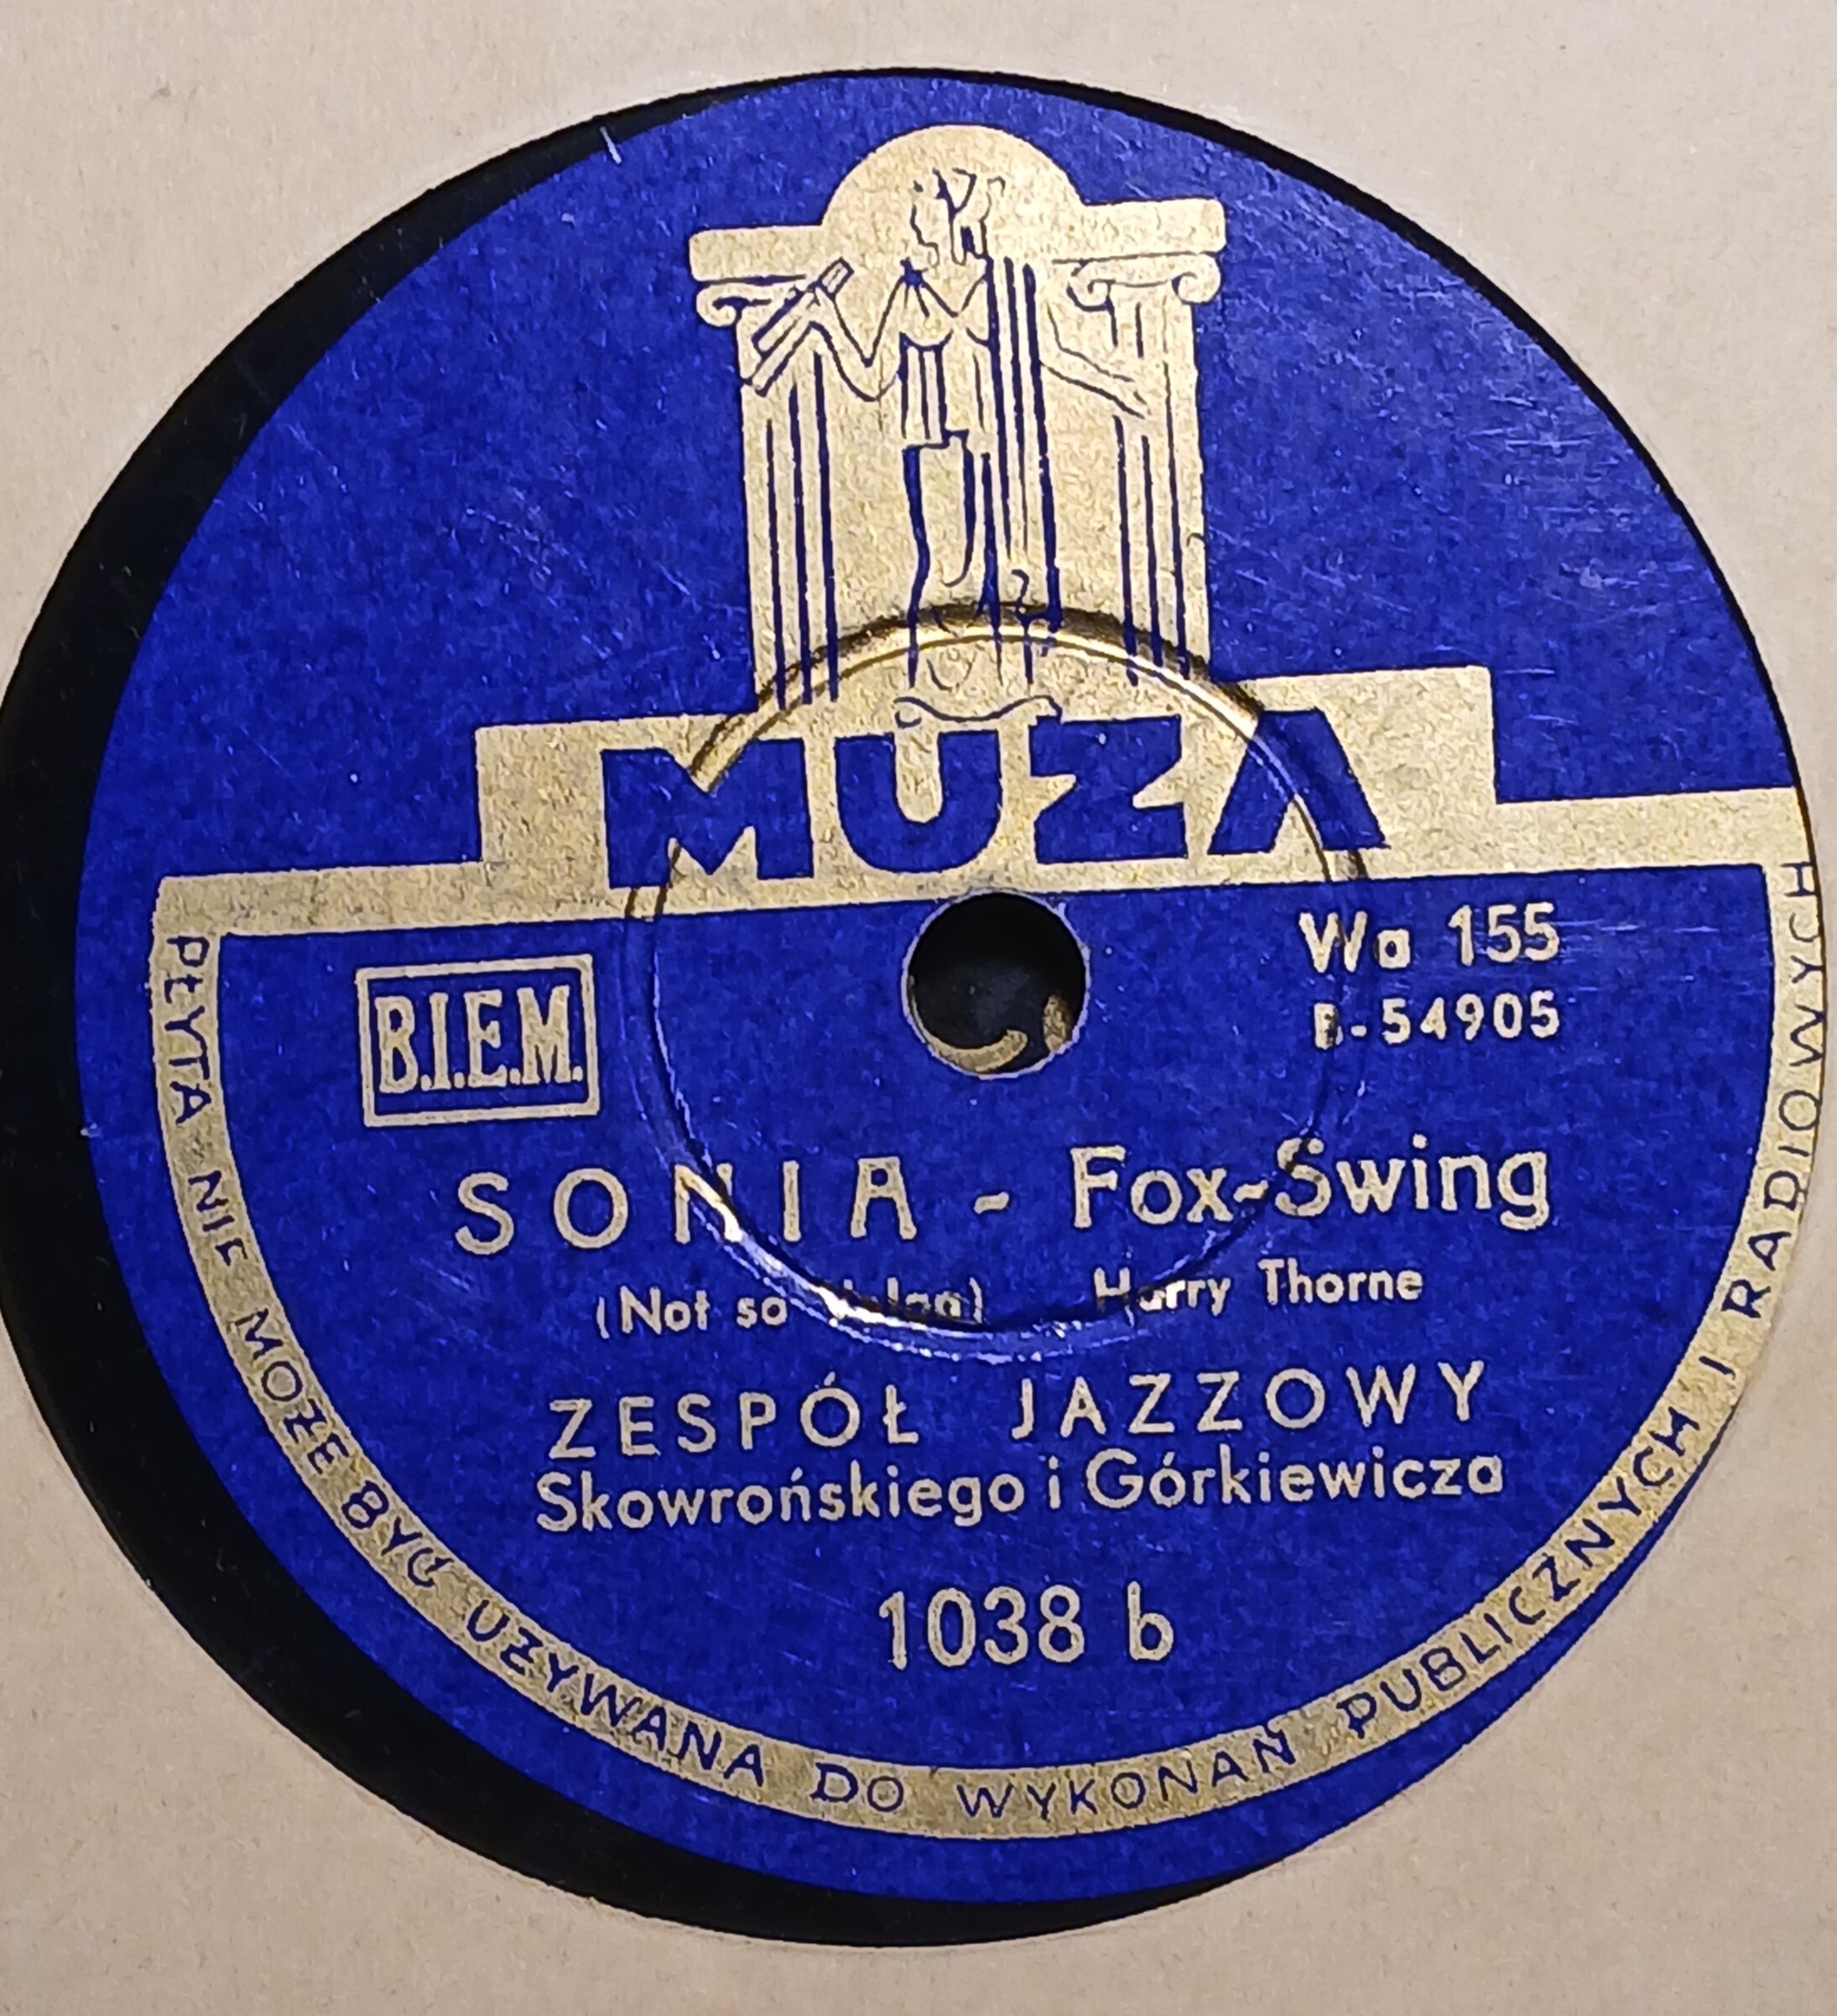 MUZA
B.I.E.M.
Wa 155
B-54905
SONIA - Fox-Swing
(Not so Harry Thorne
ZESPÓŁ JAZZOWY
Skowrońskiego i Górkiewicza
1038 b
PŁYTA NIE MOŻE BYĆ UŻYWANA DO WYKONAŃ PUBLICZNYCH I RADIOWYCH